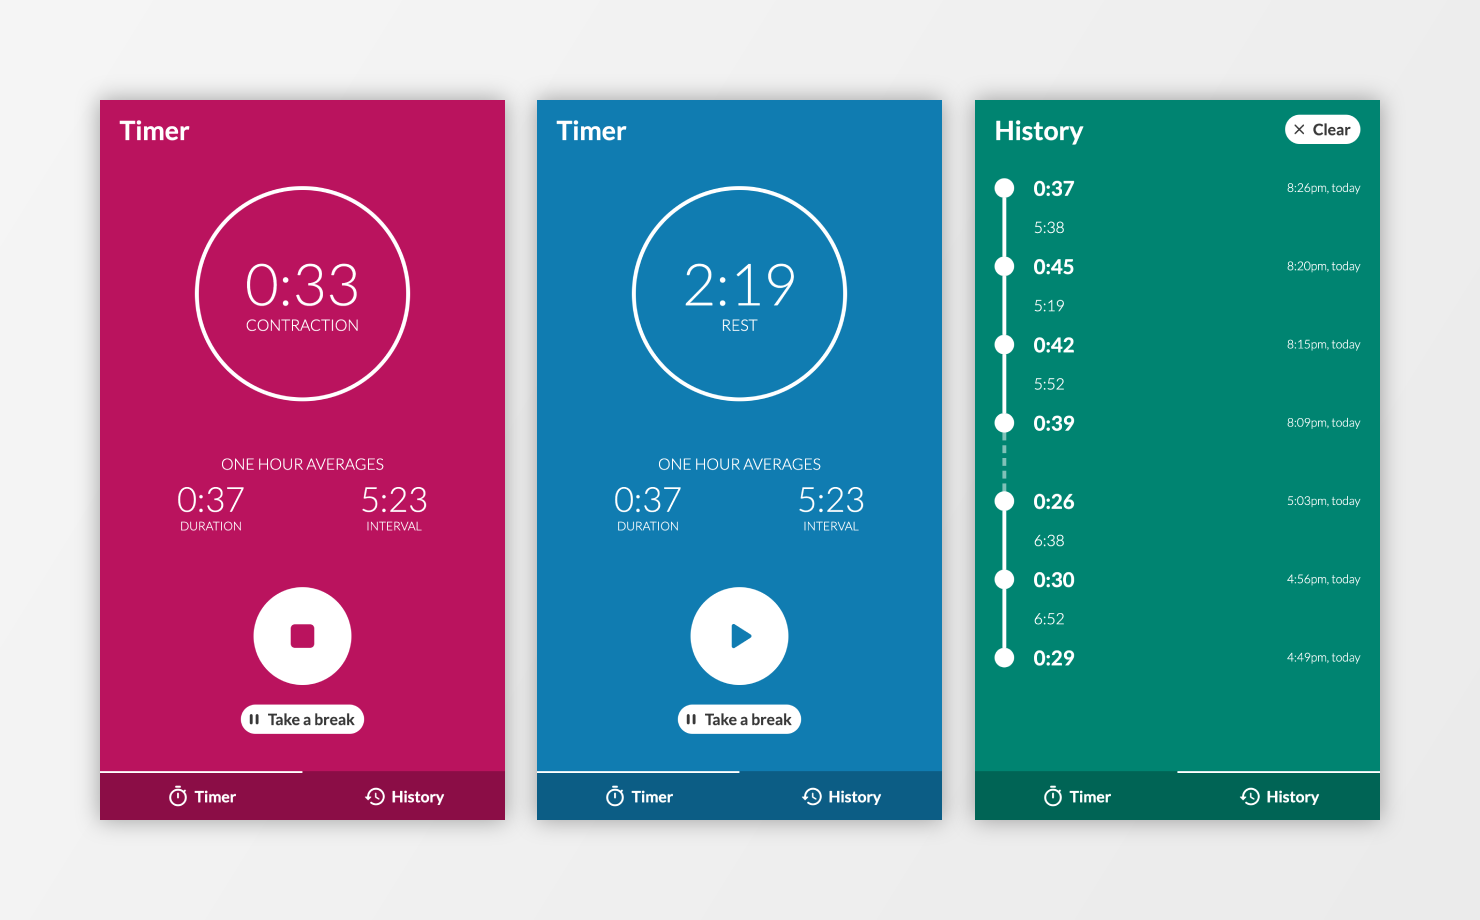 Timer
0:33
CONTRACTION
ONE HOUR AVERAGES
0:37 5:23
DURATION INTERVAL
Take a break
Timer History
Timer
2:19
REST
ONE HOUR AVERAGES
0:37 5:23
DURATION INTERVAL
Take a break
Timer History
History Clear
0:37 8:26pm, today
5:38
0:45 8:20pm, today
5:19
0:42 8:15pm, today
5:52
0:39 8:09pm, today
0:26 5:03pm, today
6:38
0:30 4:56pm, today
6:52
0:29 4:49pm, today
Timer History